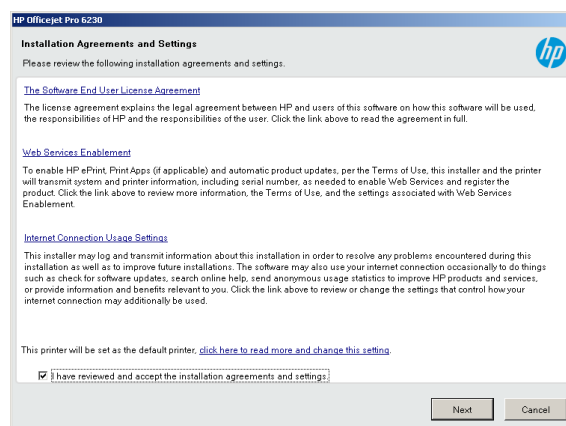 HP Officejet Pro 6230
Installation Agreements and Settings
Please review the following installation agreements and settings.
hp
The Software End User License Agreement
The license agreement explains the legal agreement between HP and users of this software on how this software will be used,
the responsibilities of HP and the responsibilities of the user. Click the link above to read the agreement in full.
Web Services Enablement
To enable HP ePrint, Print Apps (if applicable) and automatic product updates, per the Terms of Use, this installer and the printer
will transmit system and printer information, including serial number, as needed to enable Web Services and register the
product. Click the link above to review more information, the Terms of Use, and the settings associated with Web Services
Enablement.
Internet Connection Usage Settings
This installer may log and transmit information about this installation in order to resolve any problems encountered during this
installation as well as to improve future installations. The software may also use your internet connection occasionally to do things
such as check for software updates, search online help, send anonymous usage statistics to improve HP products and services,
or provide information and benefits relevant to you. Click the link above to review or change the settings that control how your
internet connection may additionally be used.
This printer will be set as the default printer, click here to read more and change this setting.
I have reviewed and accept the installation agreements and settings.
Next Cancel